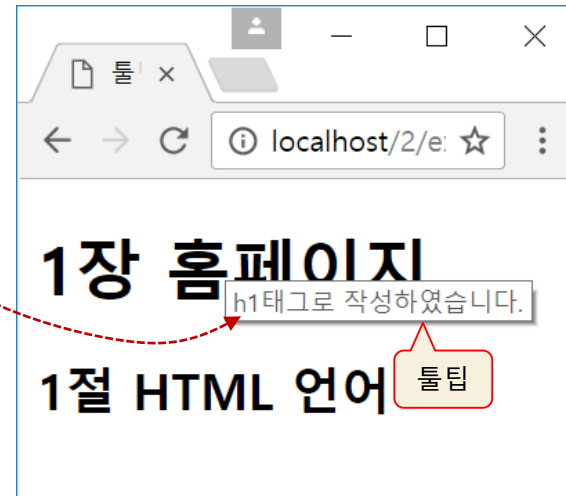 툴
localhost/2/e
1장 홈페이지
h1태그로 작성하였습니다.
툴팁
1절 HTML 언어